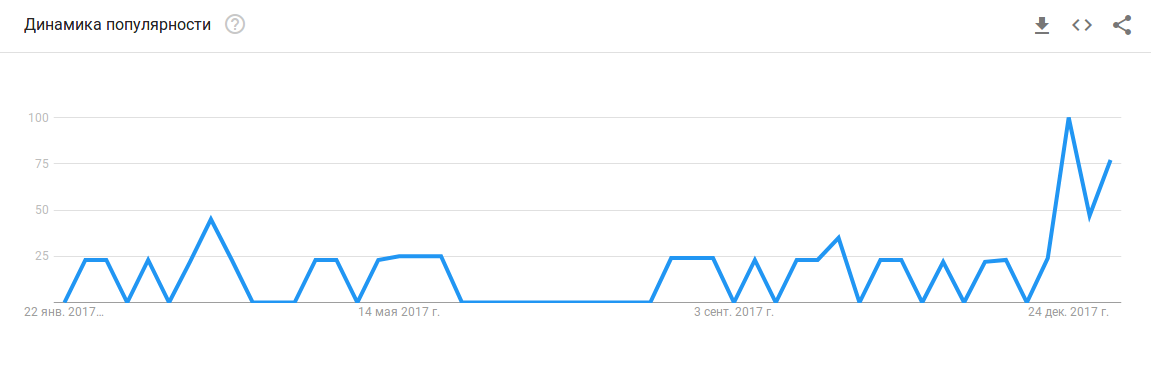 Динамика популярности ?
100
75
50
25
22 янв. 2017…
14 мая 2017 г.
3 сент. 2017 г.
24 дек. 2017 г.